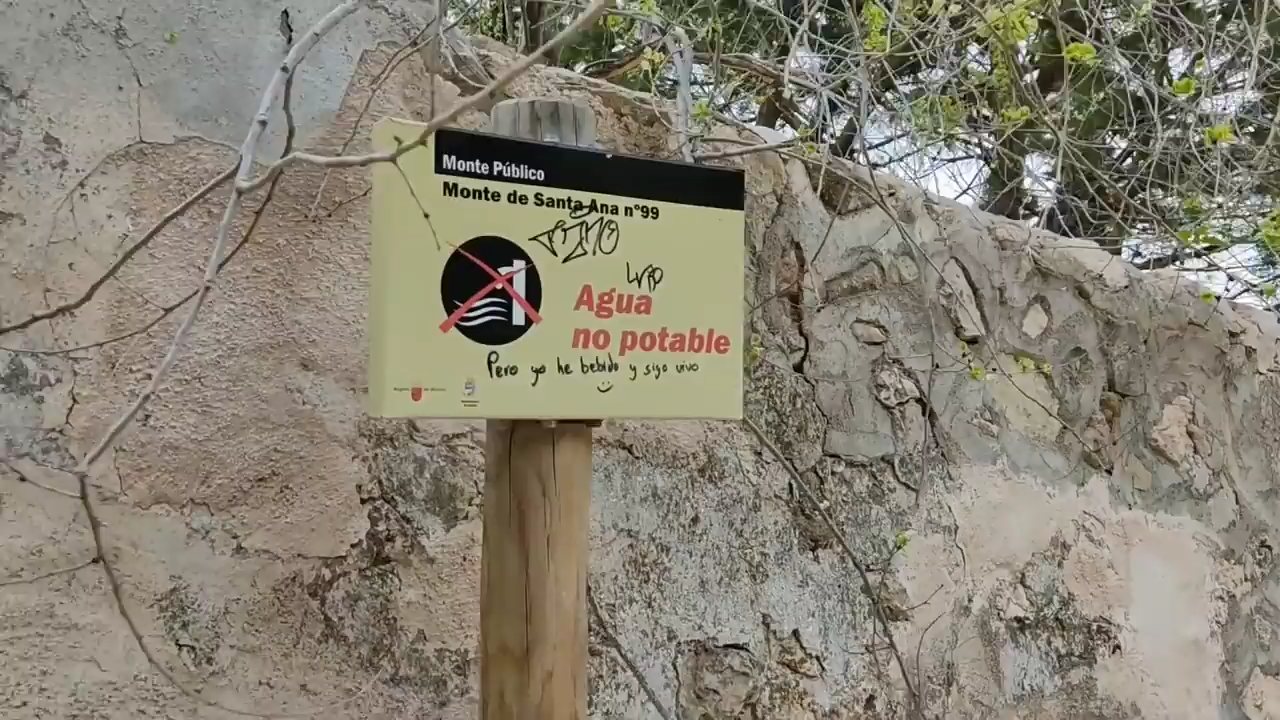 Monte Público
Monte de Santa Ana nº99
Agua
no potable
Pero yo he bebido y sigo vivo